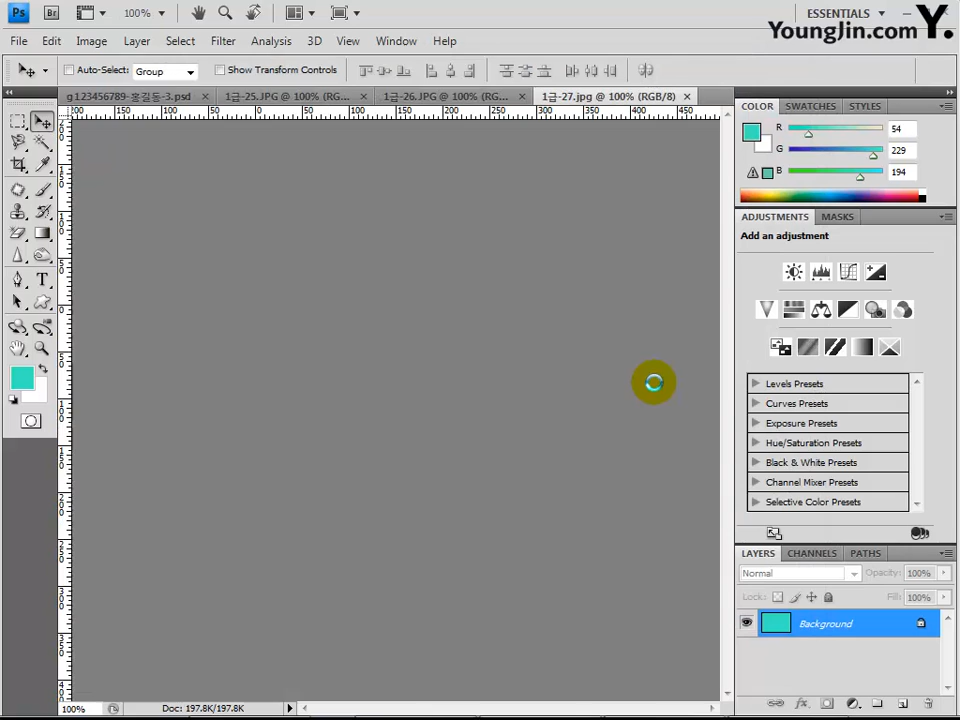 Ps Br 100% ESSENTIALS
YoungJin.com Y.
File Edit Image Layer Select Filter Analysis 3D View Window Help
Auto-Select: Group Show Transform Controls
g123456789-홍길동-3.psd 1급-25.JPG @ 100% (RG... 1급-26.JPG @ 100% (RG... 1급-27.jpg @ 100% (RGB/8)
COLOR SWATCHES STYLES
R 54
G 229
B 194
ADJUSTMENTS MASKS
Add an adjustment
Levels Presets
Curves Presets
Exposure Presets
Hue/Saturation Presets
Black & White Presets
Channel Mixer Presets
Selective Color Presets
LAYERS CHANNELS PATHS
Normal Opacity: 100%
Lock: Fill: 100%
Background
100% Doc: 197.8K/197.8K